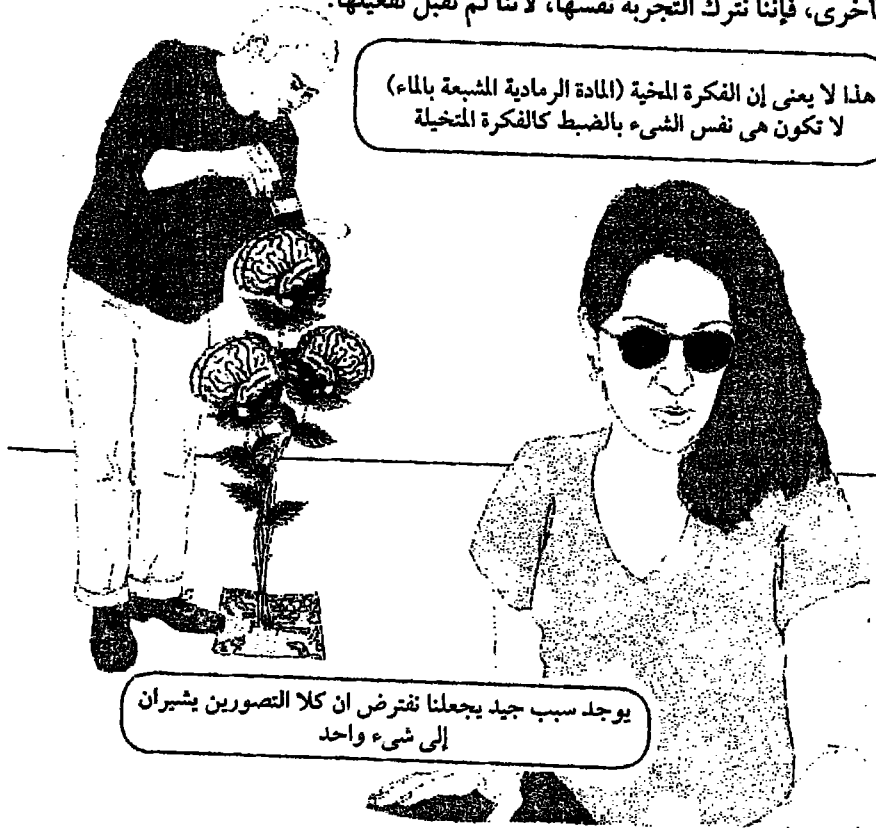 أخرى، فإننا نترك التجربة نفسها، لأننا لم نقبل تفعيلها.
هذا لا يعنى إن الفكرة المخية (المادة الرمادية المشبعة بالماء)
لا تكون هى نفس الشىء بالضبط كالفكرة المتخيلة
يوجد سبب جيد يجعلنا نفترض ان كلا التصورين يشيران
إلى شىء واحد